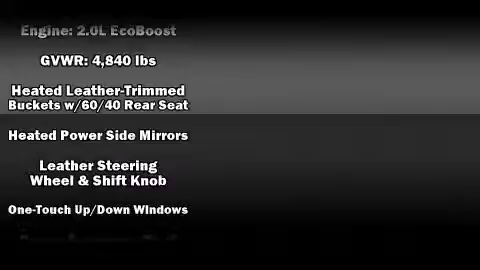 Engine: 2.0L EcoBoost
GVWR: 4,840 lbs
Heated Leather-Trimmed
Buckets w/60/40 Rear Seat
Heated Power Side Mirrors
Leather Steering
Wheel & Shift Knob
One-Touch Up/Down Windows